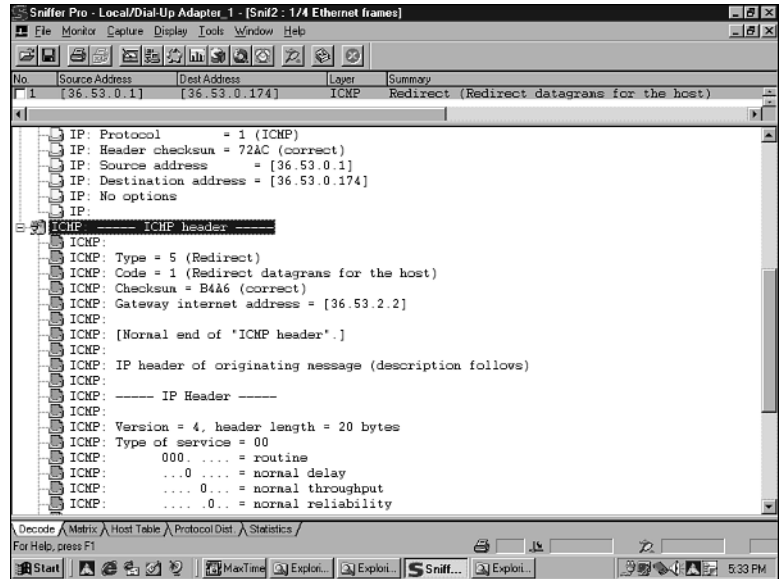 Sniffer Pro - Local/Dial-Up Adapter_1 - [Snif2 : 1/4 Ethernet frames]
File Monitor Capture Display Tools Window Help
No. Source Address Dest Address Layer Summary
1 [36.53.0.1] [36.53.0.174] ICMP Redirect (Redirect datagrams for the host)
IP: Protocol = 1 (ICMP)
IP: Header checksum = 72AC (correct)
IP: Source address = [36.53.0.1]
IP: Destination address = [36.53.0.174]
IP: No options
IP:
ICMP: ----- ICMP header -----
ICMP:
ICMP: Type = 5 (Redirect)
ICMP: Code = 1 (Redirect datagrams for the host)
ICMP: Checksum = B4A6 (correct)
ICMP: Gateway internet address = [36.53.2.2]
ICMP:
ICMP: [Normal end of "ICMP header".]
ICMP:
ICMP: IP header of originating message (description follows)
ICMP:
ICMP: ----- IP Header -----
ICMP:
ICMP: Version = 4, header length = 20 bytes
ICMP: Type of service = 00
ICMP: 000. .... = routine
ICMP: ...0 .... = normal delay
ICMP: .... 0... = normal throughput
ICMP: .... .0.. = normal reliability
Decode Matrix Host Table Protocol Dist. Statistics
For Help, press F1
Start MaxTime Explori... Explori... Sniff... Explori... 5:33 PM